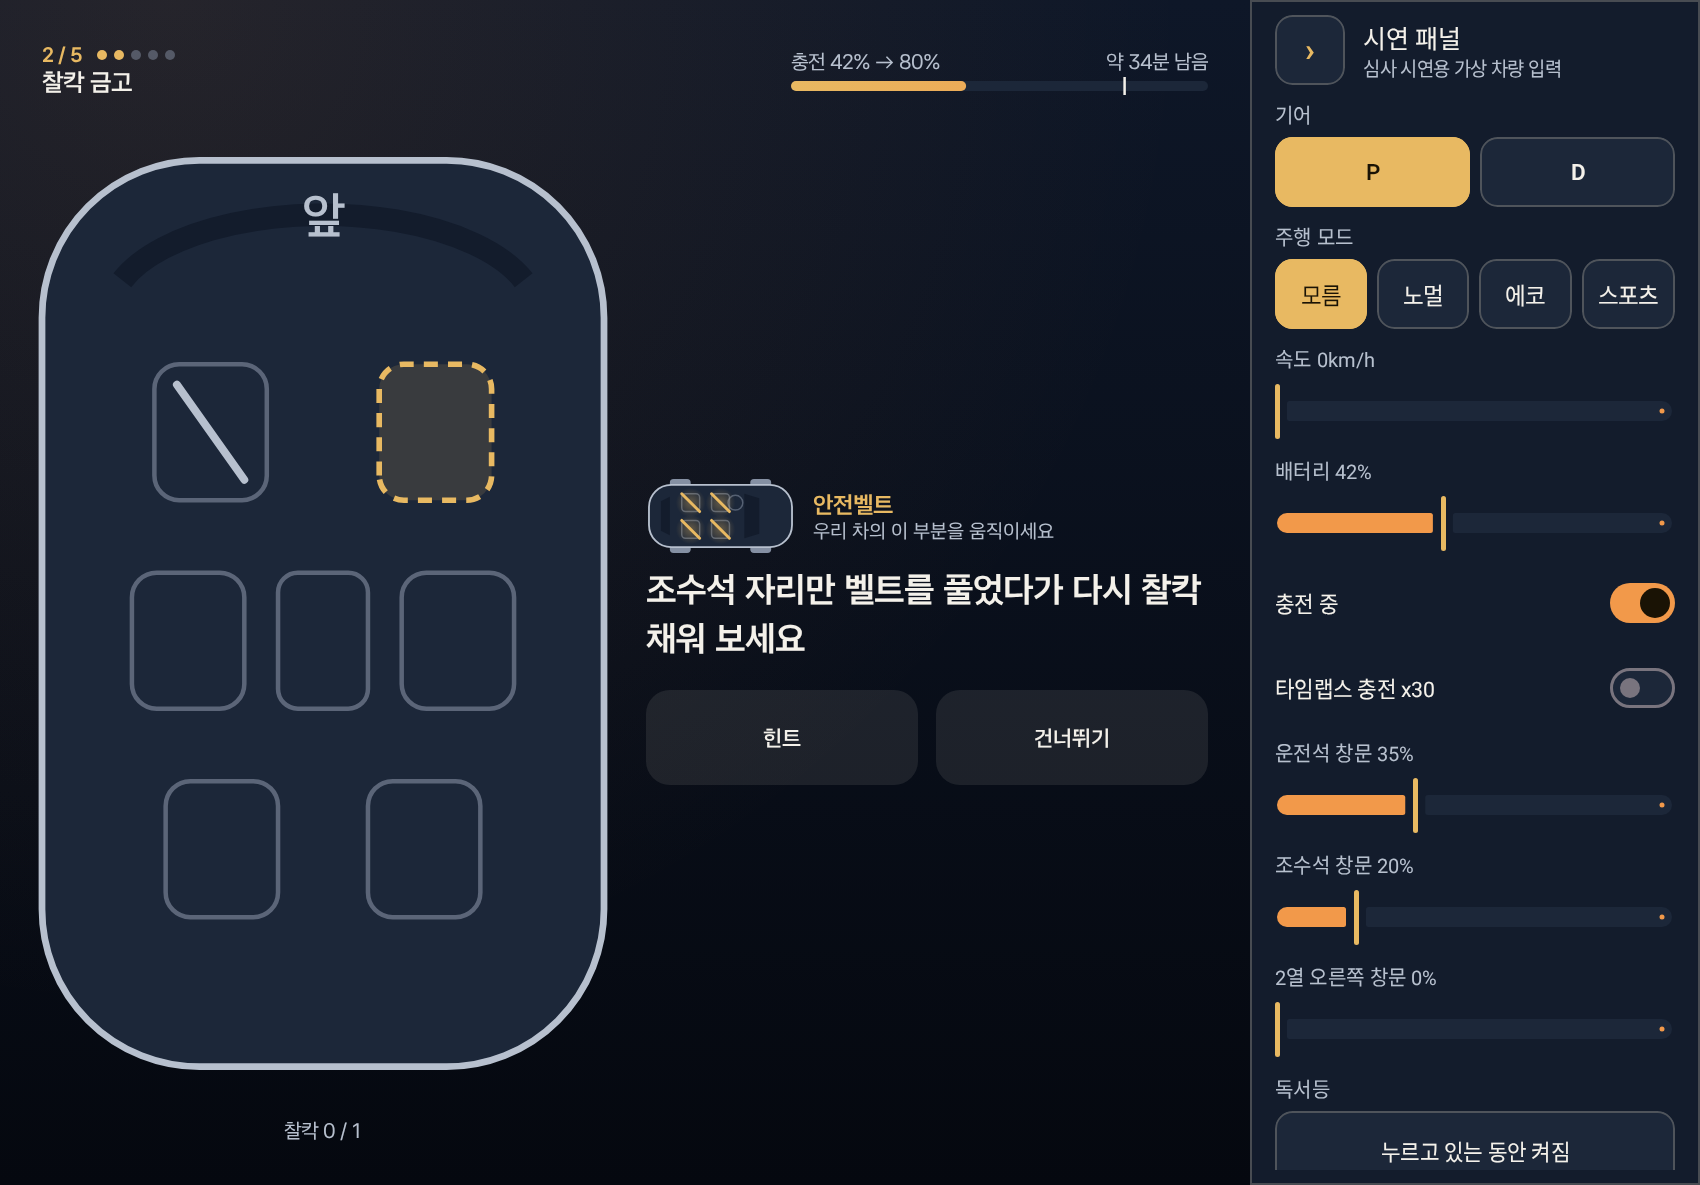 2 / 5
찰칵 금고
충전 42% → 80%
약 34분 남음
앞
안전벨트
우리 차의 이 부분을 움직이세요
조수석 자리만 벨트를 풀었다가 다시 찰칵
채워 보세요
힌트
건너뛰기
찰칵 0 / 1
시연 패널
심사 시연용 가상 차량 입력
기어
P
D
주행 모드
모름
노멀
에코
스포츠
속도 0km/h
배터리 42%
충전 중
타임랩스 충전 x30
운전석 창문 35%
조수석 창문 20%
2열 오른쪽 창문 0%
독서등
누르고 있는 동안 켜짐